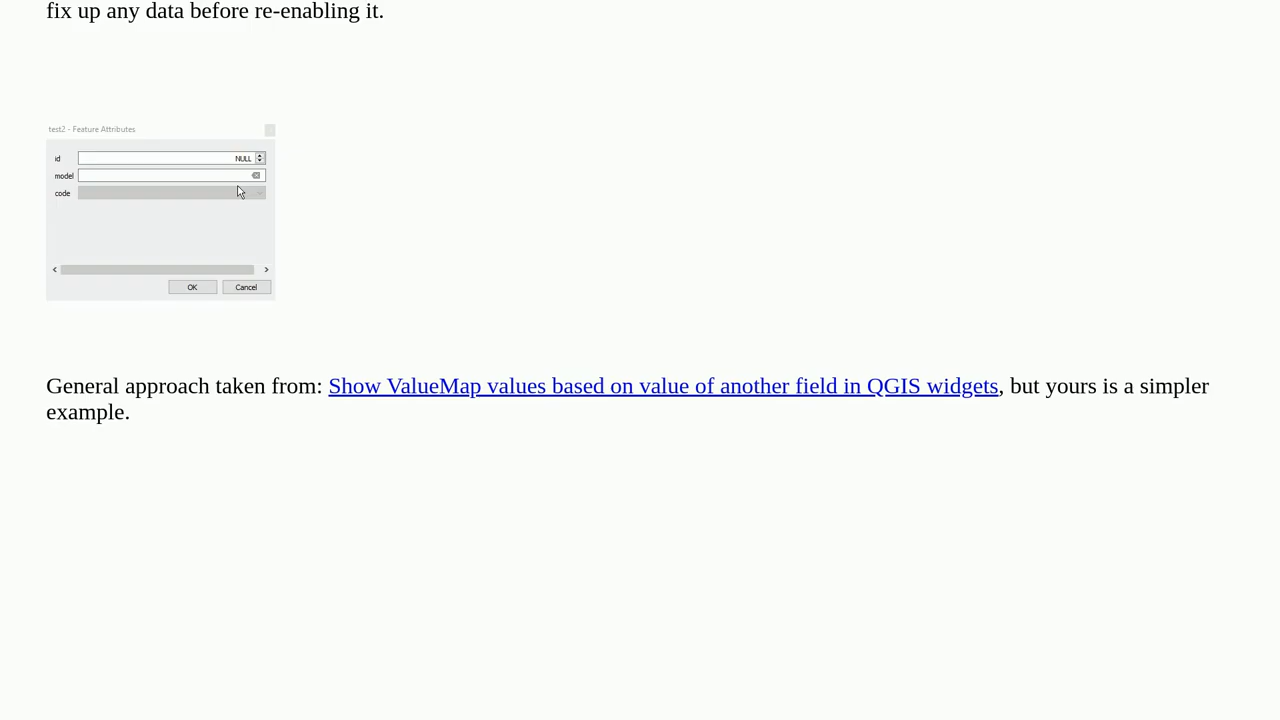 fix up any data before re-enabling it.
test2 - Feature Attributes
id NULL
model
code
OK Cancel
General approach taken from: Show ValueMap values based on value of another field in QGIS widgets, but yours is a simpler
example.